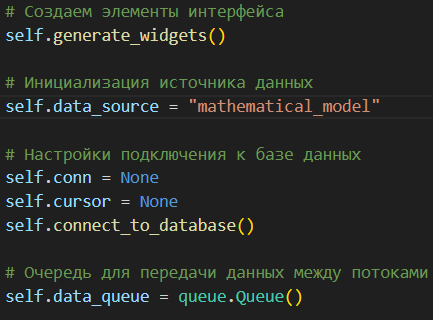 # Создаем элементы интерфейса
self.generate_widgets()
# Инициализация источника данных
self.data_source = "mathematical_model"
# Настройки подключения к базе данных
self.conn = None
self.cursor = None
self.connect_to_database()
# Очередь для передачи данных между потоками
self.data_queue = queue.Queue()